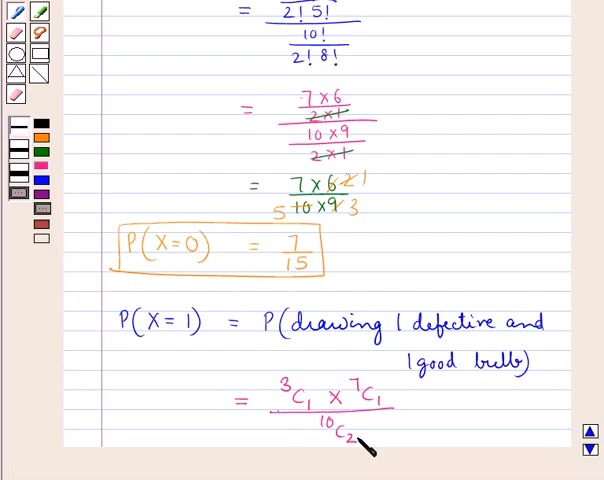 = 2! 5!
10!
2! 8!
= 7 x 6
2 x 1
10 x 9
2 x 1
= 7 x 6 2 1
5 10 x 9 3
P(X=0) = 7
15
P(X = 1) = P(drawing 1 defective and
1 good bulb)
= ³C₁ x ⁷C₁
¹⁰C₂